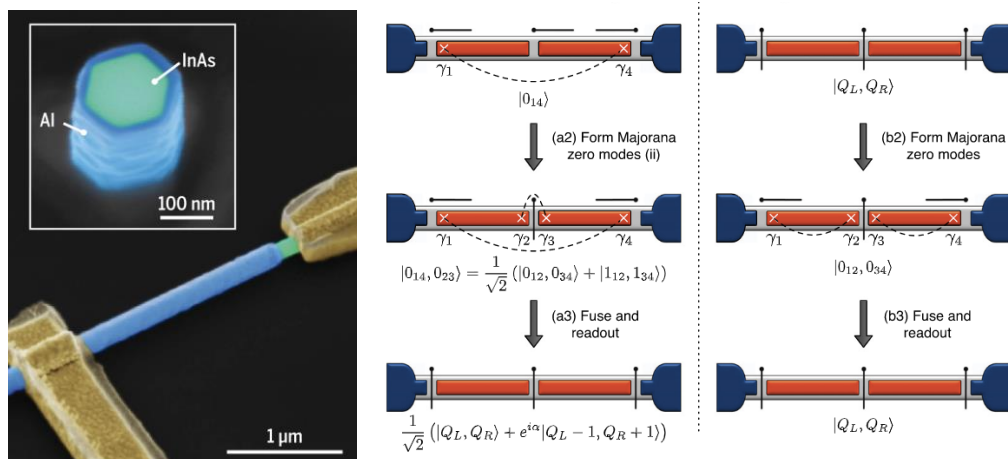 InAs
Al
100 nm
1 µm
γ₁ γ₄
|0₁₄⟩
(a2) Form Majorana
zero modes (ii)
γ₁ γ₂ γ₃ γ₄
|0₁₄, 0₂₃⟩ = 1/√2 (|0₁₂, 0₃₄⟩ + |1₁₂, 1₃₄⟩)
(a3) Fuse and
readout
1/√2 (|Q_L, Q_R⟩ + e^{iα}|Q_L − 1, Q_R + 1⟩)
|Q_L, Q_R⟩
(b2) Form Majorana
zero modes
γ₁ γ₂ γ₃ γ₄
|0₁₂, 0₃₄⟩
(b3) Fuse and
readout
|Q_L, Q_R⟩